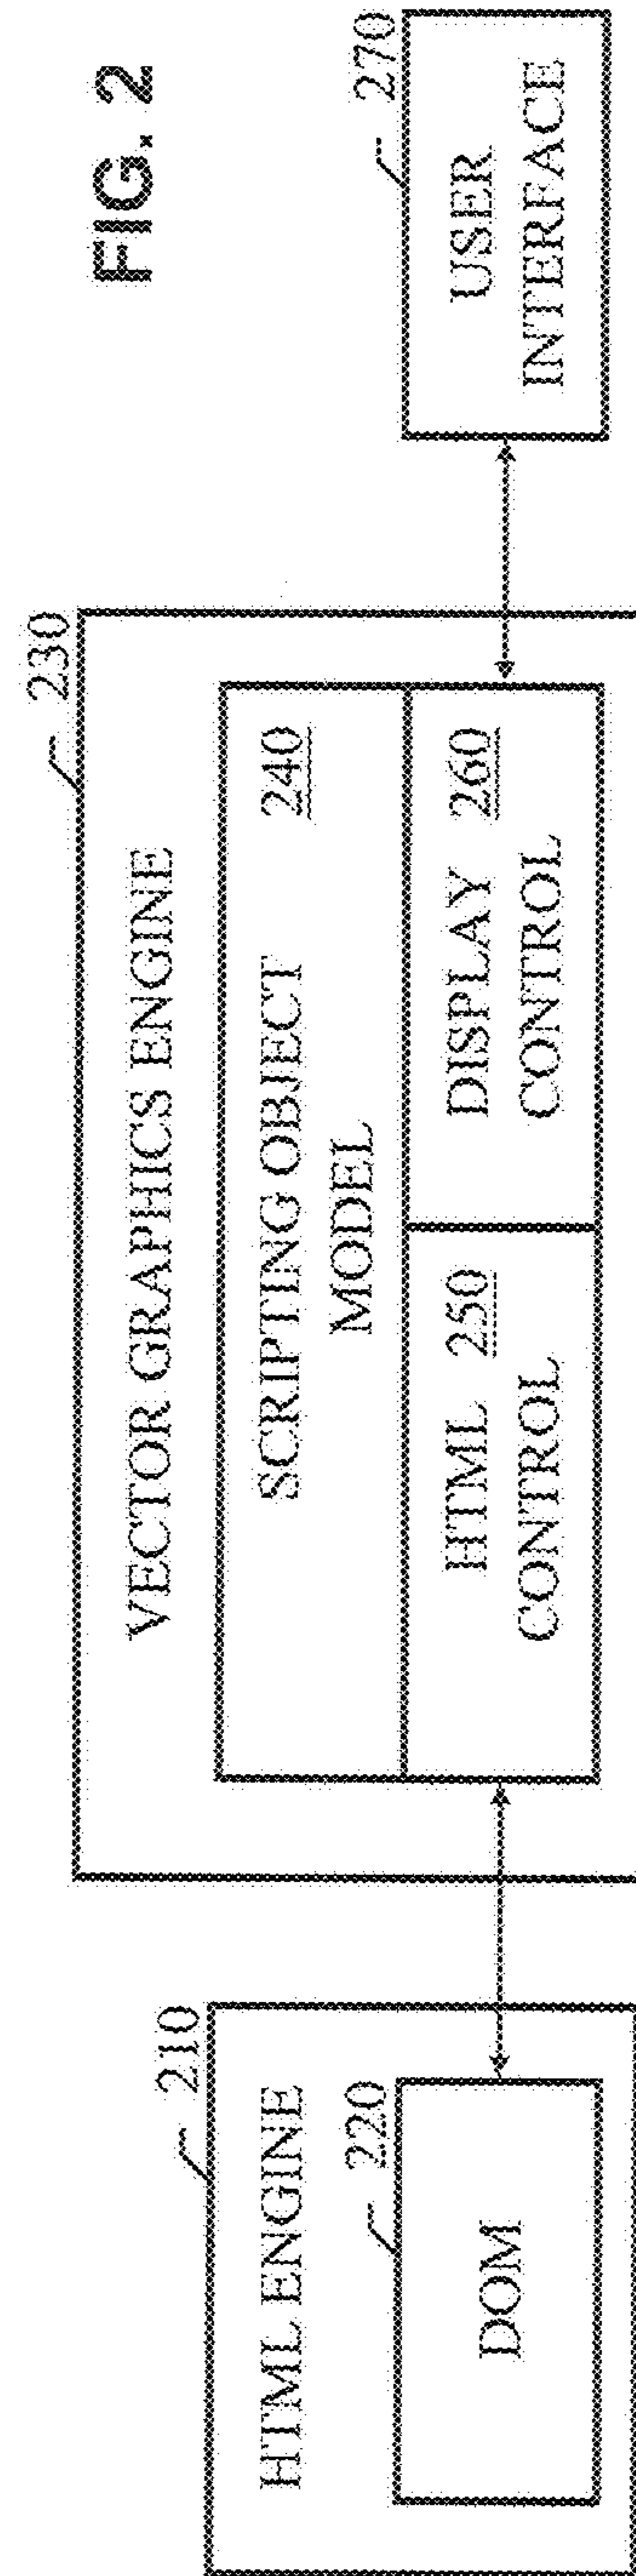 FIG. 2
HTML ENGINE
210
DOM
220
VECTOR GRAPHICS ENGINE
230
SCRIPTING OBJECT
MODEL
240
HTML 250
CONTROL
DISPLAY 260
CONTROL
USER
INTERFACE
270